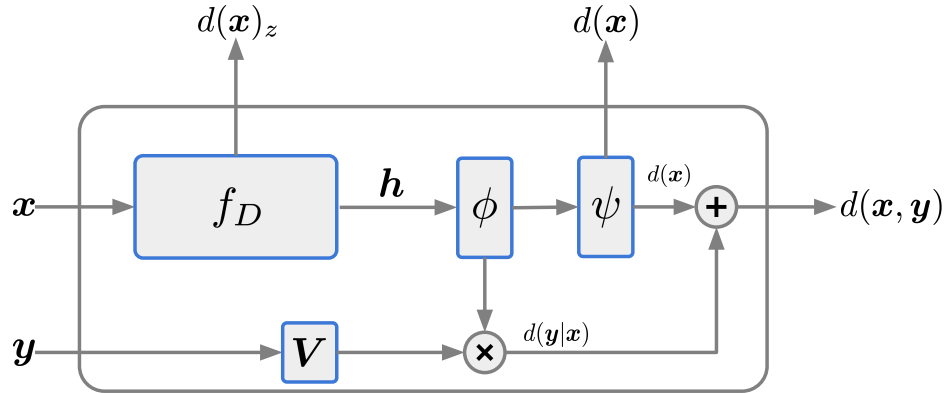 d(x)_z d(x)
x f_D h ϕ ψ d(x) + d(x, y)
y V × d(y|x)